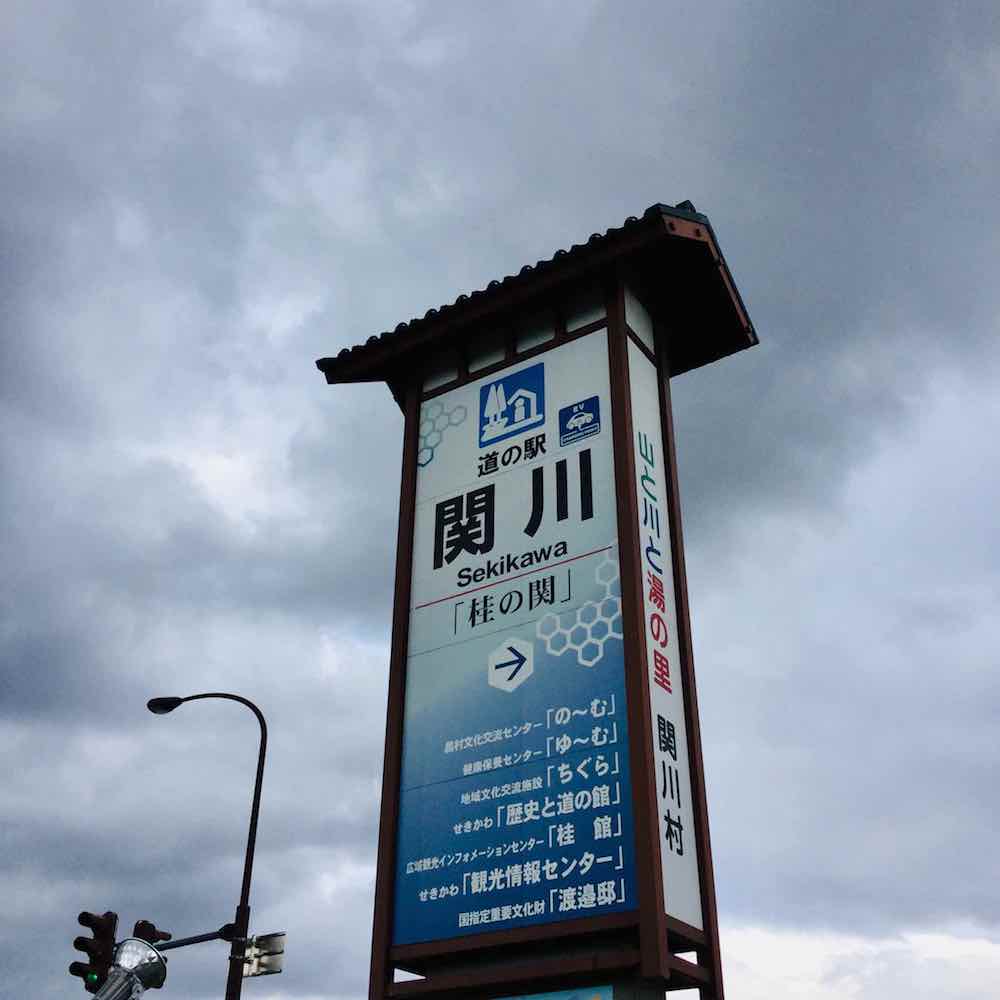 EV
道の駅
関川
Sekikawa
「桂の関」
農村文化交流センター「の〜む」
健康保養センター「ゆ〜む」
地域文化交流施設「ちぐら」
せきかわ「歴史と道の館」
広域観光インフォメーションセンター「桂 館」
せきかわ「観光情報センター」
国指定重要文化財「渡邉邸」
山と川と湯の里 関川村